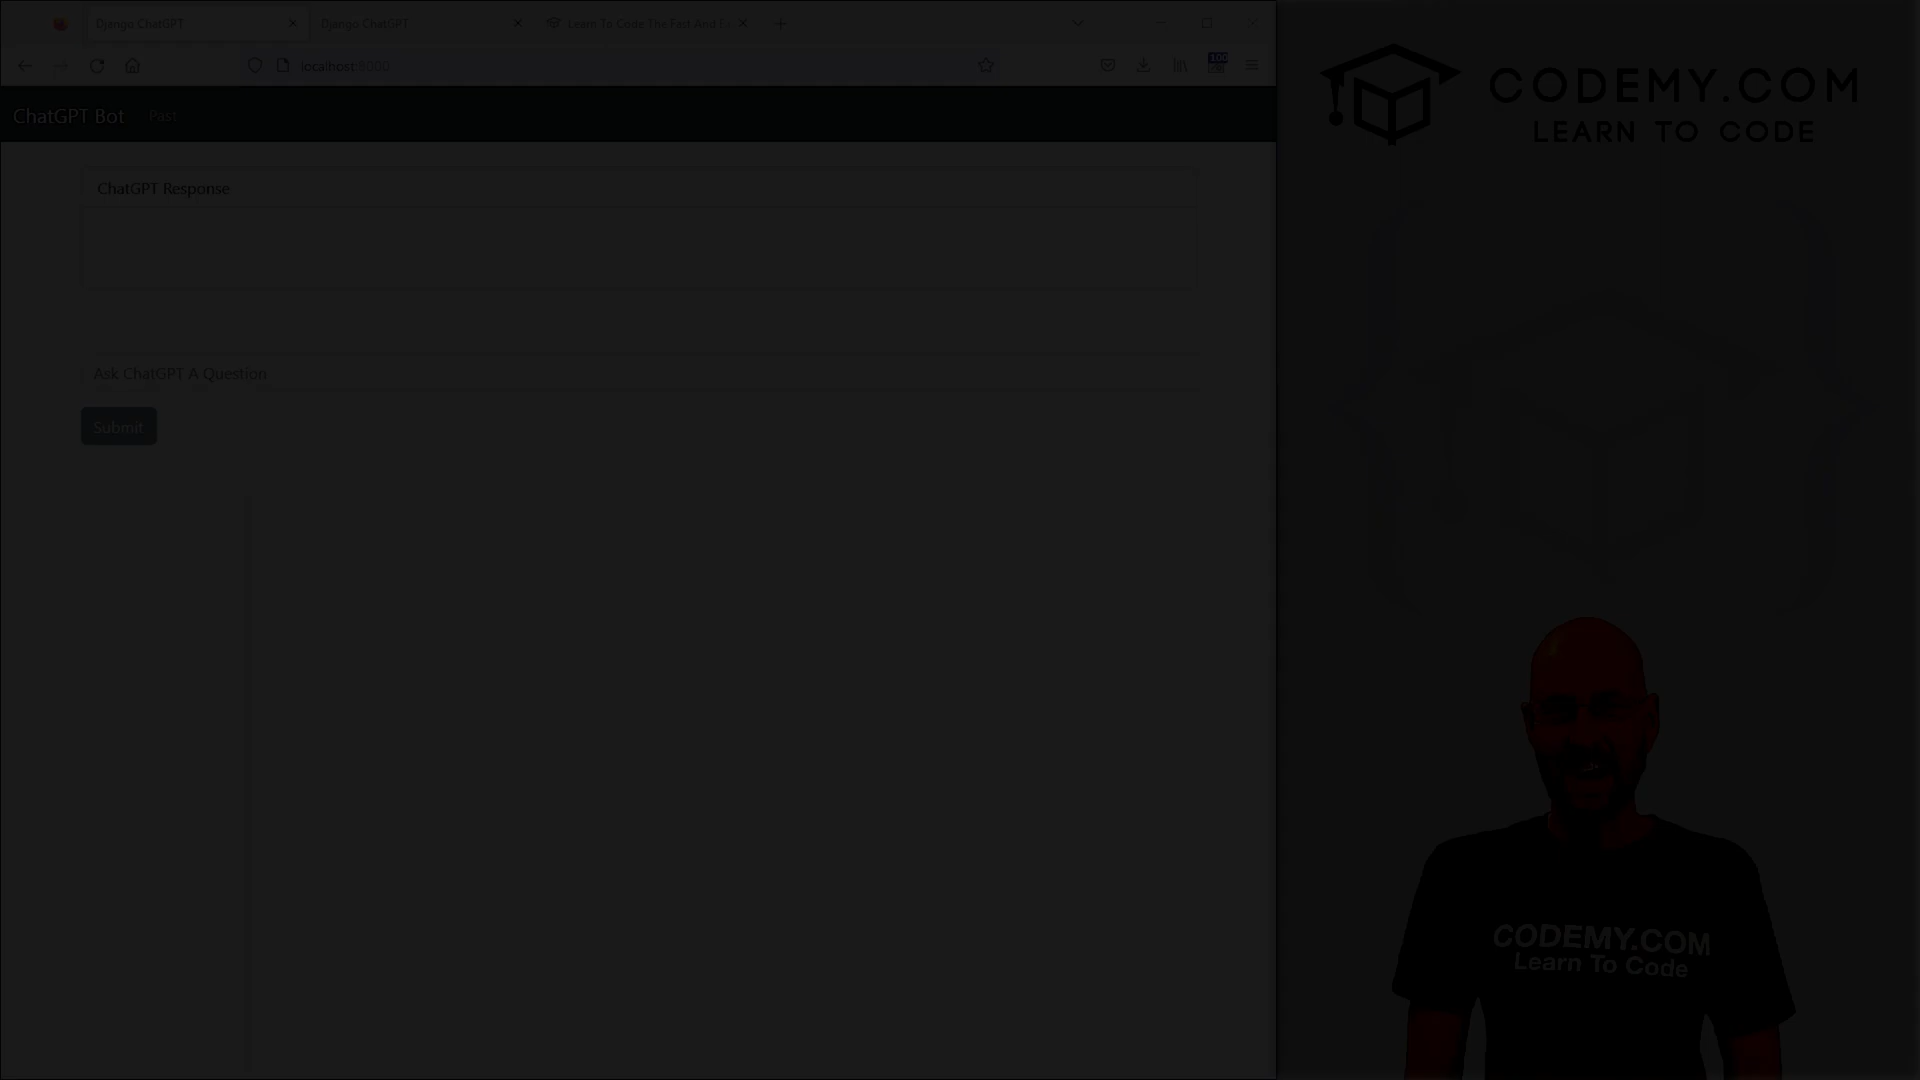 Django ChatGPT
Django ChatGPT
Learn To Code The Fast And Ea
localhost:8000
100
ChatGPT Bot
Past
ChatGPT Response
Ask ChatGPT A Question
Submit
CODEMY.COM
LEARN TO CODE
CODEMY.COM
Learn To Code